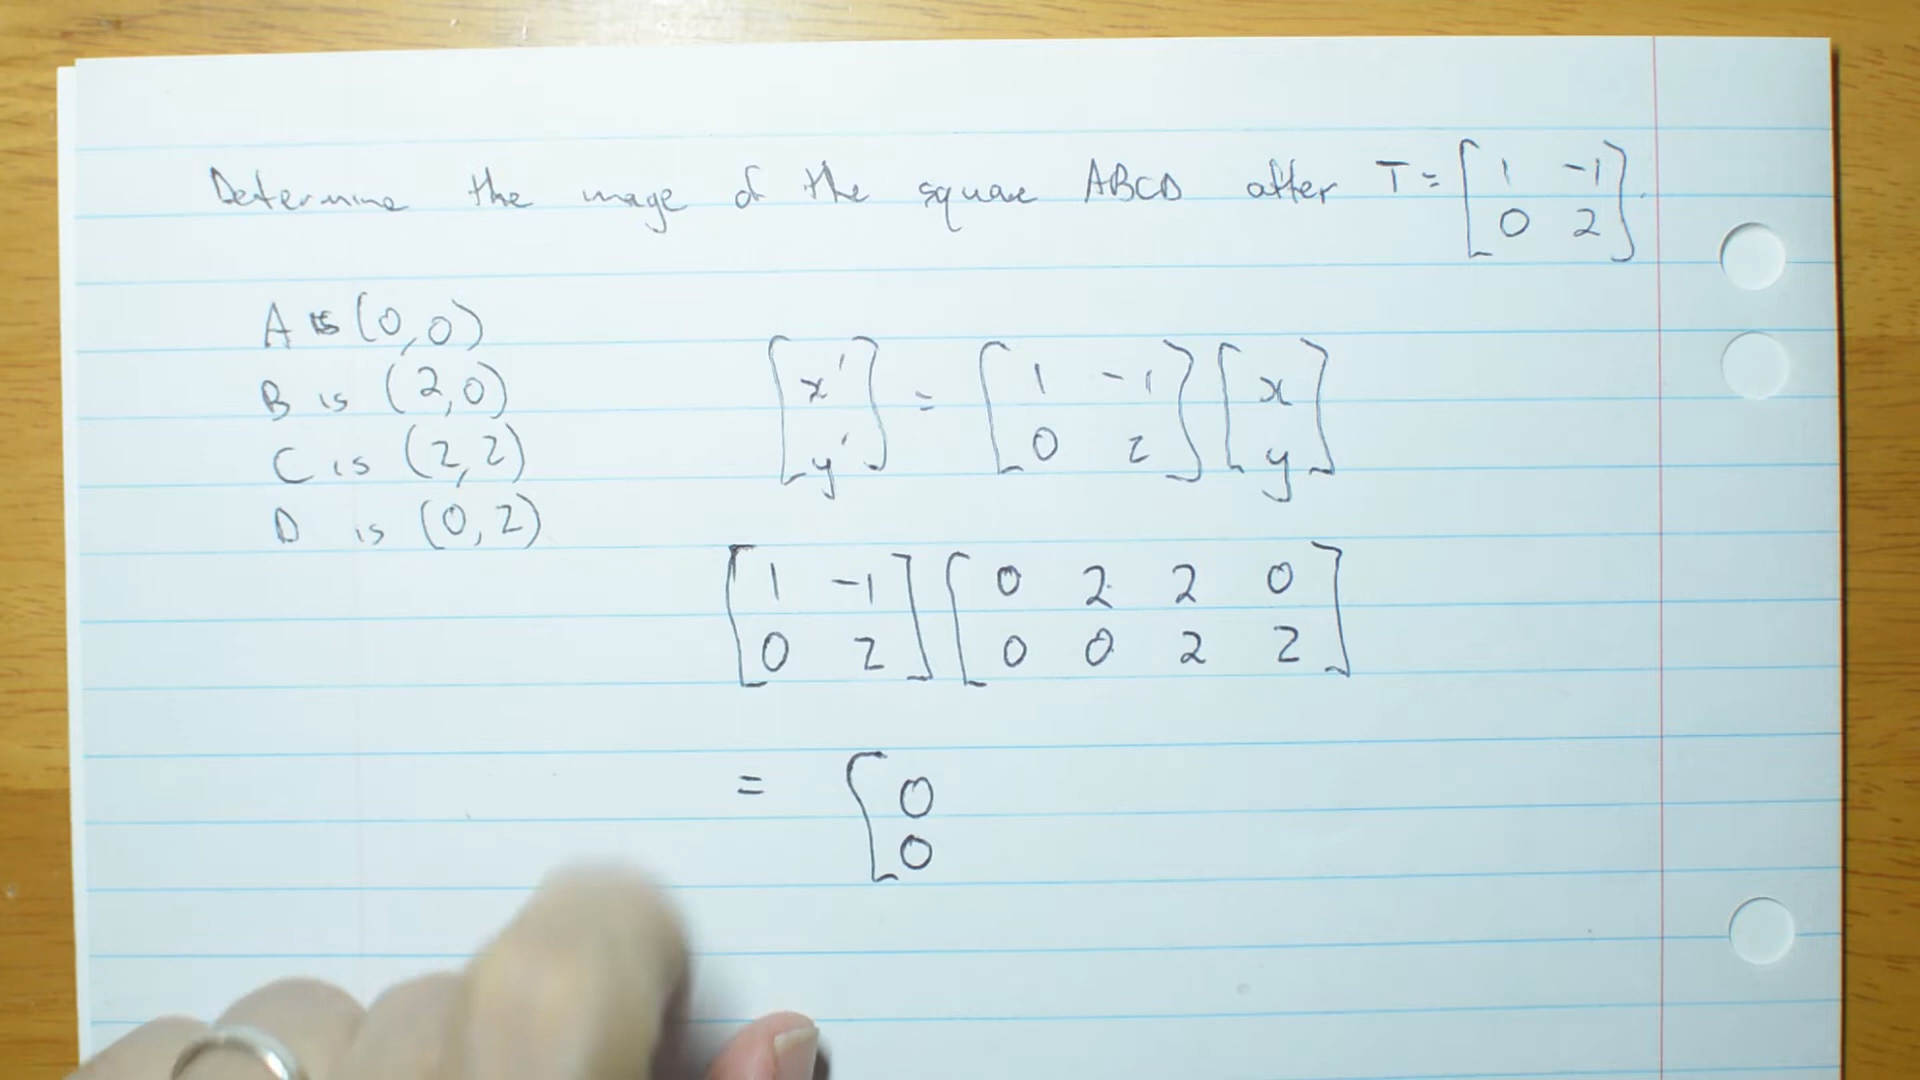 Determine the image of the square ABCD after T = [1 -1
0 2].
A is (0,0)
B is (2,0)
C is (2,2)
D is (0,2)
[x'
y'] = [1 -1
0 2] [x
y]
[1 -1
0 2] [0 2 2 0
0 0 2 2]
= [0
0